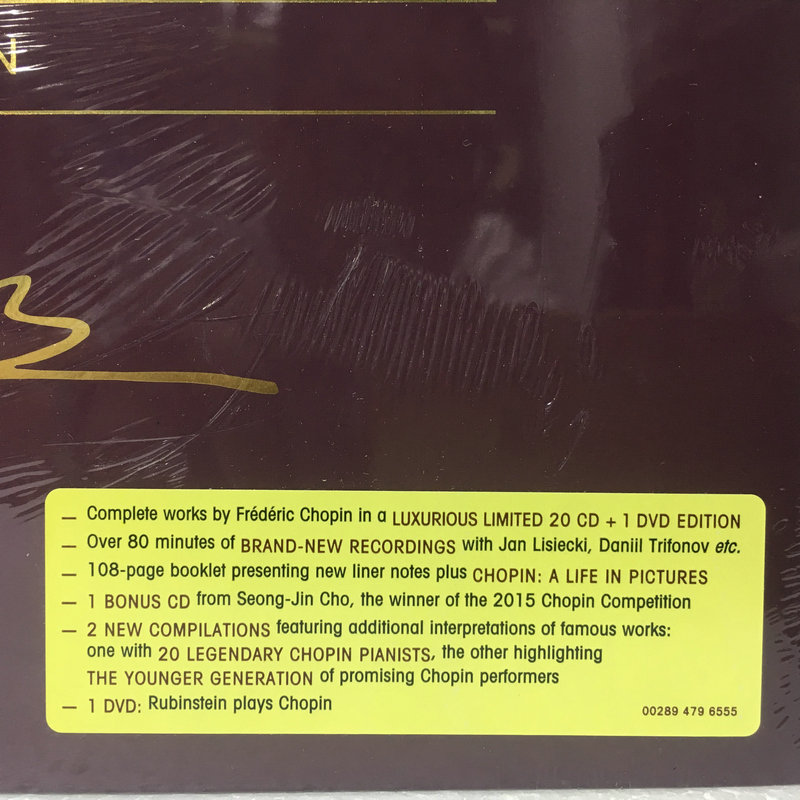 N
— Complete works by Frédéric Chopin in a LUXURIOUS LIMITED 20 CD + 1 DVD EDITION
— Over 80 minutes of BRAND-NEW RECORDINGS with Jan Lisiecki, Daniil Trifonov etc.
— 108-page booklet presenting new liner notes plus CHOPIN: A LIFE IN PICTURES
— 1 BONUS CD from Seong-Jin Cho, the winner of the 2015 Chopin Competition
— 2 NEW COMPILATIONS featuring additional interpretations of famous works:
one with 20 LEGENDARY CHOPIN PIANISTS, the other highlighting
THE YOUNGER GENERATION of promising Chopin performers
— 1 DVD: Rubinstein plays Chopin
00289 479 6555